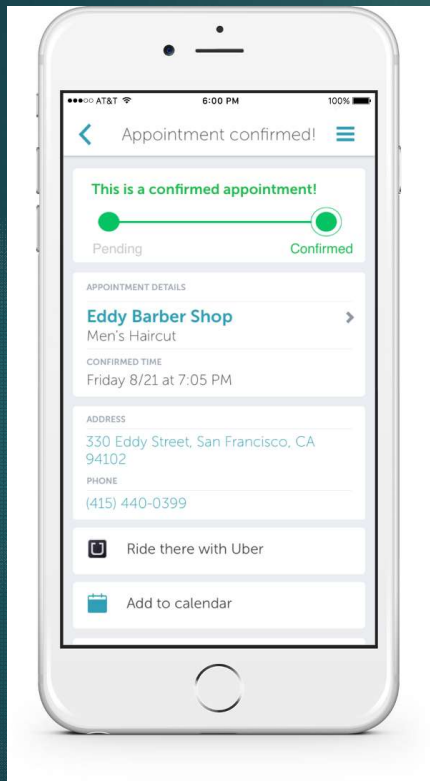 AT&T 6:00 PM 100%
Appointment confirmed!
This is a confirmed appointment!
Pending Confirmed
APPOINTMENT DETAILS
Eddy Barber Shop
Men's Haircut
CONFIRMED TIME
Friday 8/21 at 7:05 PM
ADDRESS
330 Eddy Street, San Francisco, CA
94102
PHONE
(415) 440-0399
Ride there with Uber
Add to calendar